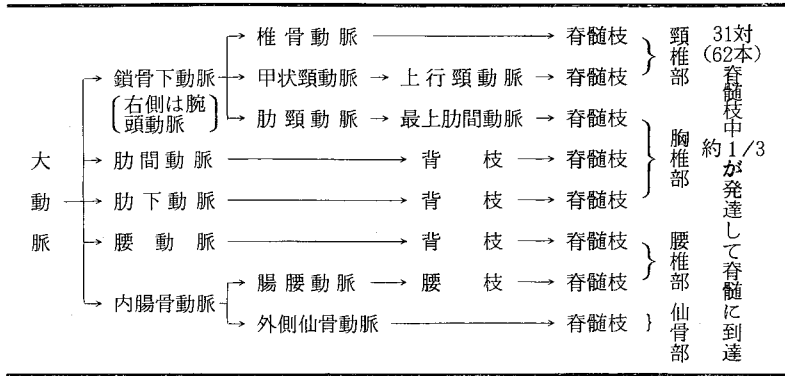 椎骨動脈 → 脊髄枝
鎖骨下動脈 → 甲状頸動脈 → 上行頸動脈 → 脊髄枝
(右側は腕頭動脈)
肋頸動脈 → 最上肋間動脈 → 脊髄枝
肋間動脈 → 背枝 → 脊髄枝
肋下動脈 → 背枝 → 脊髄枝
腰動脈 → 背枝 → 脊髄枝
腸腰動脈 → 腰枝 → 脊髄枝
内腸骨動脈
外側仙骨動脈 → 脊髄枝
大動脈
頸椎部
胸椎部
腰椎部
仙骨部
31対
(62本)
脊髄枝中
約1/3
が発達して脊髄に到達